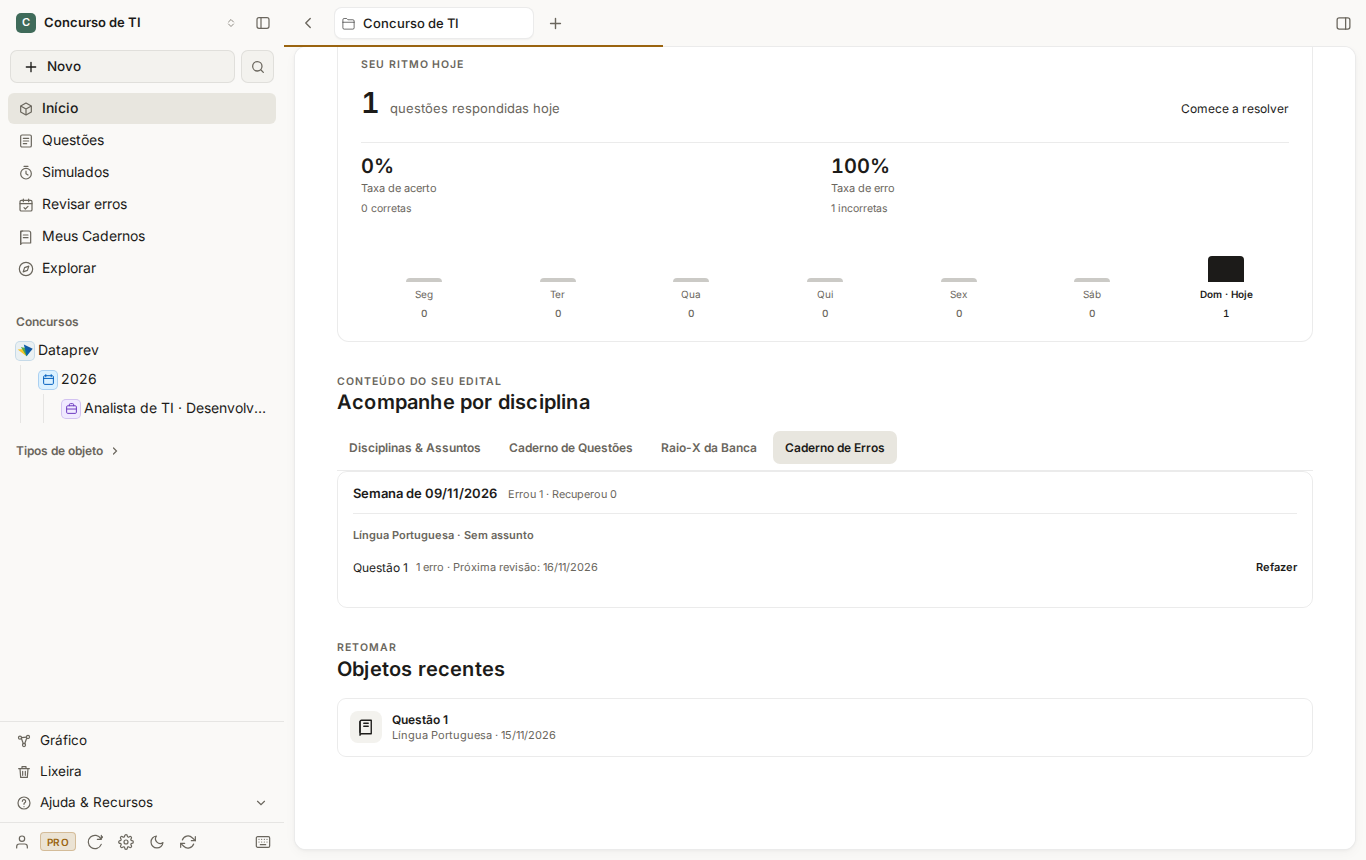 C Concurso de TI
Concurso de TI
Novo
Início
Questões
Simulados
Revisar erros
Meus Cadernos
Explorar
Concursos
Dataprev
2026
Analista de TI · Desenvolv...
Tipos de objeto
Gráfico
Lixeira
Ajuda & Recursos
PRO
SEU RITMO HOJE
1 questões respondidas hoje
Comece a resolver
0%
Taxa de acerto
0 corretas
100%
Taxa de erro
1 incorretas
Seg Ter Qua Qui Sex Sáb Dom · Hoje
0 0 0 0 0 0 1
CONTEÚDO DO SEU EDITAL
Acompanhe por disciplina
Disciplinas & Assuntos Caderno de Questões Raio-X da Banca Caderno de Erros
Semana de 09/11/2026 Errou 1 · Recuperou 0
Língua Portuguesa · Sem assunto
Questão 1 1 erro · Próxima revisão: 16/11/2026 Refazer
RETOMAR
Objetos recentes
Questão 1
Língua Portuguesa · 15/11/2026